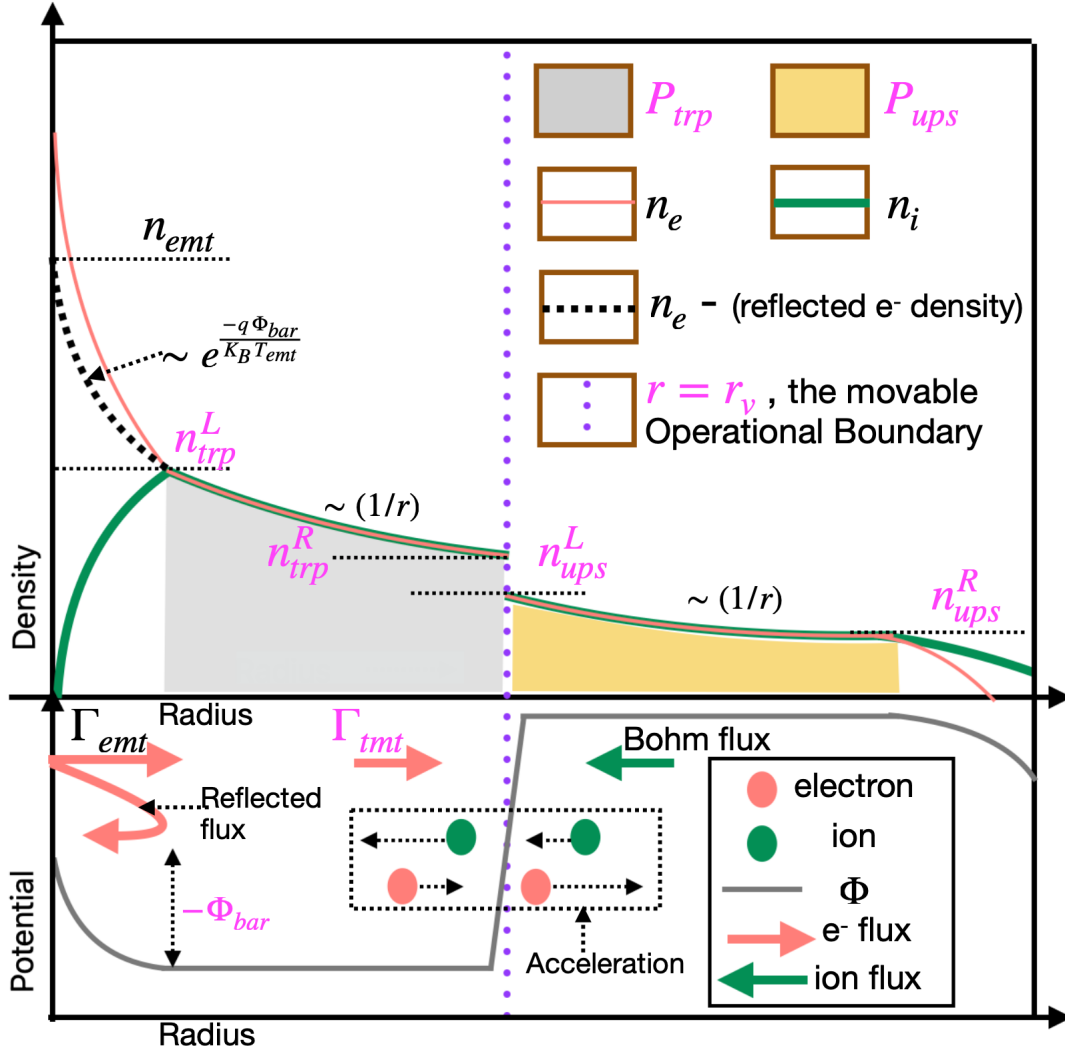 P_trp
P_ups
n_e
n_i
n_emt
n_e - (reflected e⁻ density)
~ e^{\frac{-q Φ_bar}{K_B T_emt}}
r = r_v , the movable
Operational Boundary
n_trp^L
~ (1/r)
n_trp^R
n_ups^L
~ (1/r)
n_ups^R
Density
Radius
Γ_emt
Γ_tmt
Bohm flux
Reflected
flux
electron
ion
Φ
e⁻ flux
ion flux
−Φ_bar
Acceleration
Potential
Radius